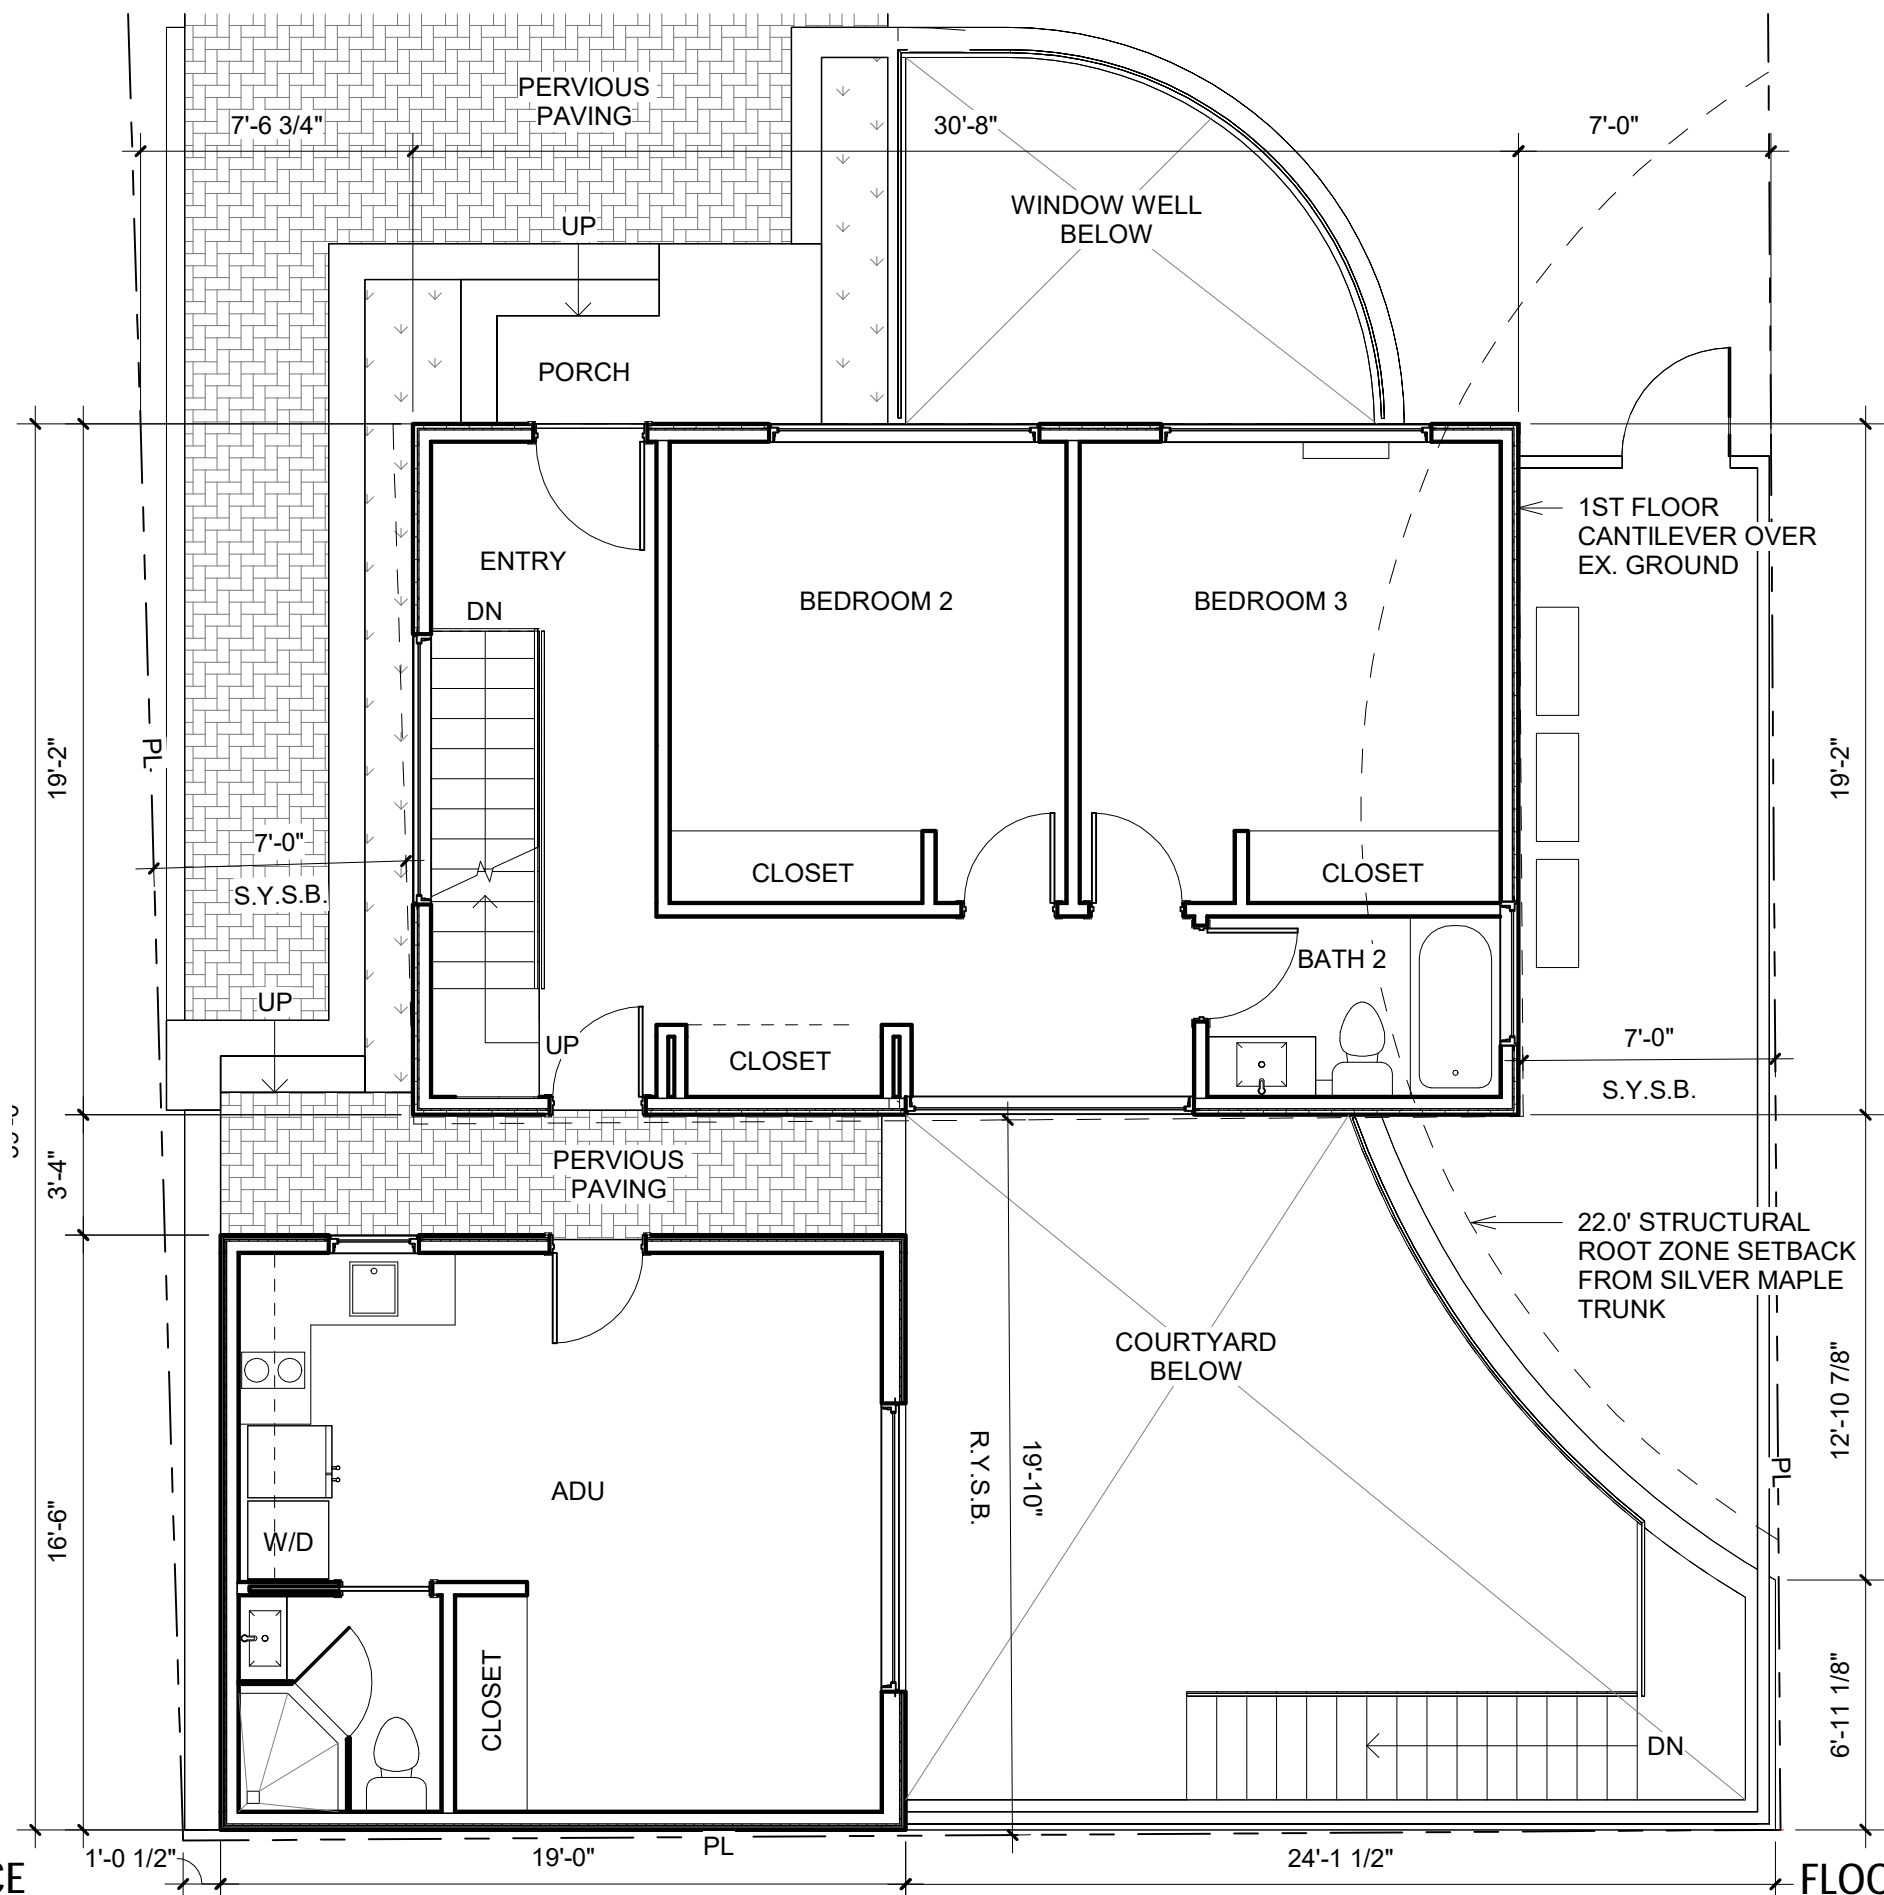 PERVIOUS
PAVING
7'-6 3/4"
30'-8"
7'-0"
WINDOW WELL
BELOW
UP
PORCH
1ST FLOOR
CANTILEVER OVER
EX. GROUND
ENTRY
DN
BEDROOM 2
BEDROOM 3
PL
19'-2"
19'-2"
7'-0"
S.Y.S.B.
CLOSET
CLOSET
BATH 2
UP
UP
CLOSET
7'-0"
S.Y.S.B.
3'-4"
PERVIOUS
PAVING
22.0' STRUCTURAL
ROOT ZONE SETBACK
FROM SILVER MAPLE
TRUNK
COURTYARD
BELOW
12'-10 7/8"
PL
R.Y.S.B.
19'-10"
16'-6"
ADU
W/D
CLOSET
6'-11 1/8"
DN
PL
1'-0 1/2"
19'-0"
24'-1 1/2"
CE
FLOO